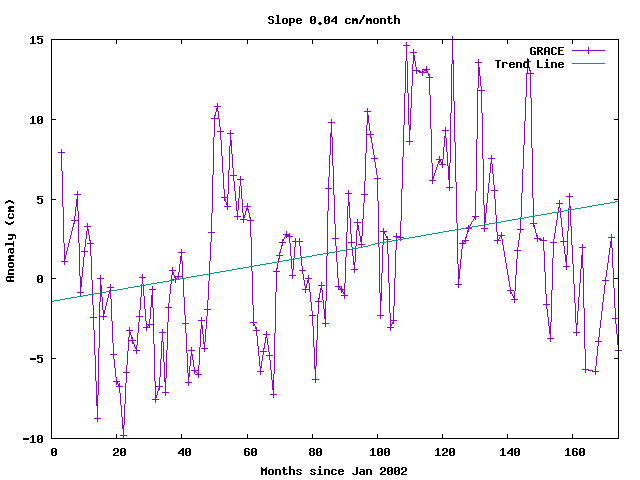 Slope 0.04 cm/month
GRACE
Trend Line
15
10
5
0
-5
-10
Anomaly (cm)
0 20 40 60 80 100 120 140 160
Months since Jan 2002